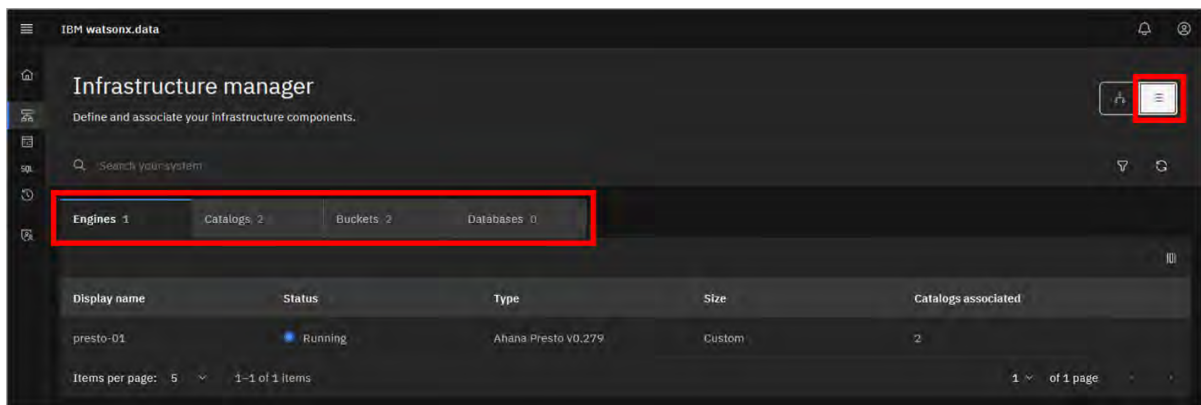 IBM watsonx.data
Infrastructure manager
Define and associate your infrastructure components.
Search your system
SQL
Engines 1 Catalogs 2 Buckets 2 Databases 0
Display name Status Type Size Catalogs associated
presto-01 Running Ahana Presto v0.279 Custom 2
Items per page: 5 1–1 of 1 items 1 of 1 page